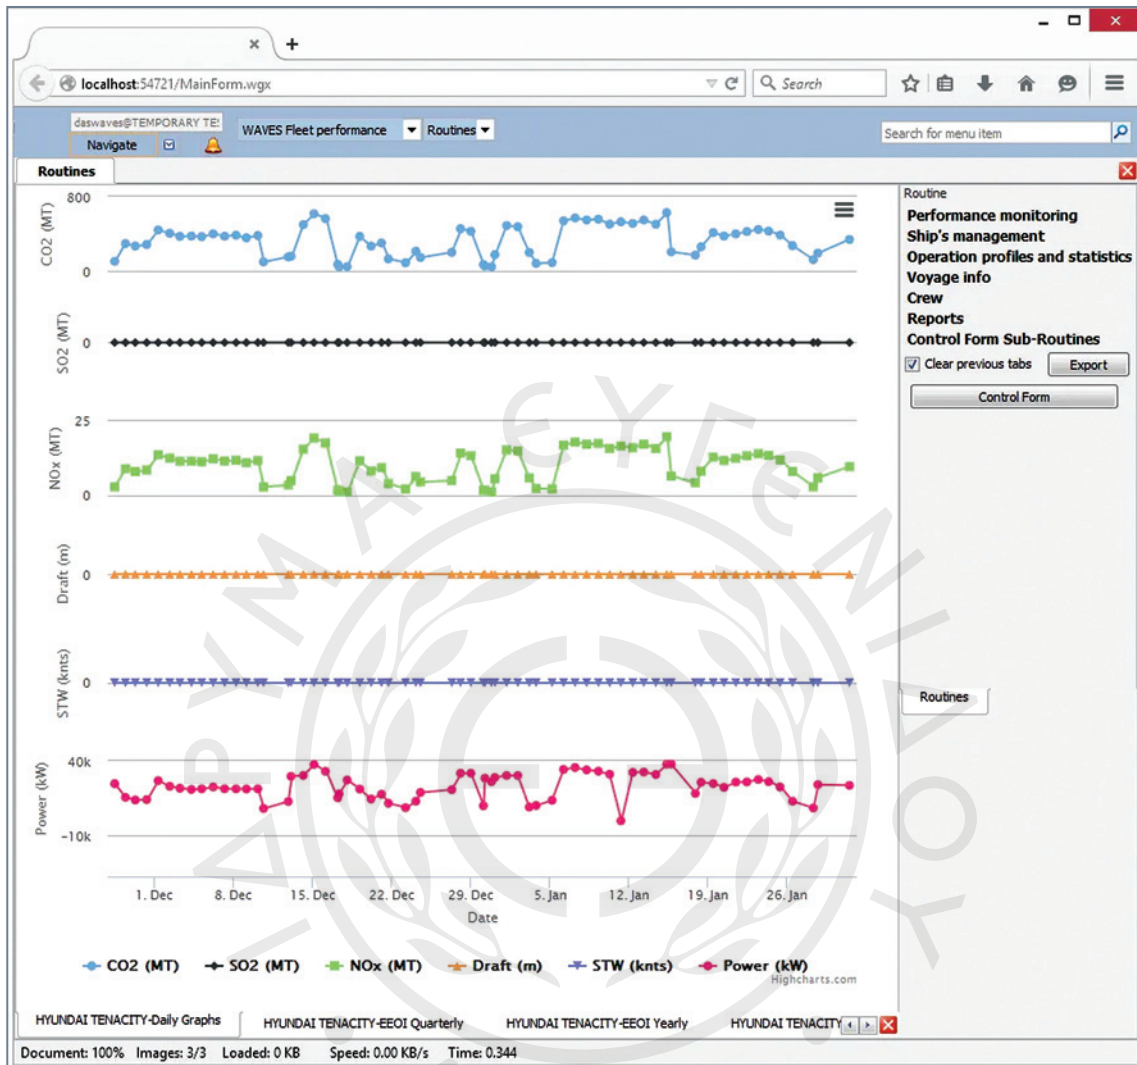 localhost:54721/MainForm.wgx
Search
daswaves@TEMPORARY TE
WAVES Fleet performance
Routines
Search for menu item
Navigate
Routines
800
CO2 (MT)
0
SO2 (MT)
0
25
NOx (MT)
0
Draft (m)
0
STW (knts)
0
40k
Power (kW)
-10k
1. Dec
8. Dec
15. Dec
22. Dec
29. Dec
5. Jan
12. Jan
19. Jan
26. Jan
Date
CO2 (MT)
SO2 (MT)
NOx (MT)
Draft (m)
STW (knts)
Power (kW)
Highcharts.com
Routine
Performance monitoring
Ship's management
Operation profiles and statistics
Voyage info
Crew
Reports
Control Form Sub-Routines
Clear previous tabs
Export
Control Form
Routines
HYUNDAI TENACITY-Daily Graphs
HYUNDAI TENACITY-EEOI Quarterly
HYUNDAI TENACITY-EEOI Yearly
HYUNDAI TENACITY
Document: 100% Images: 3/3 Loaded: 0 KB Speed: 0.00 KB/s Time: 0.344
ΙΔΡΥΜΑ ΕΥΓΕΝΙΔΟΥ